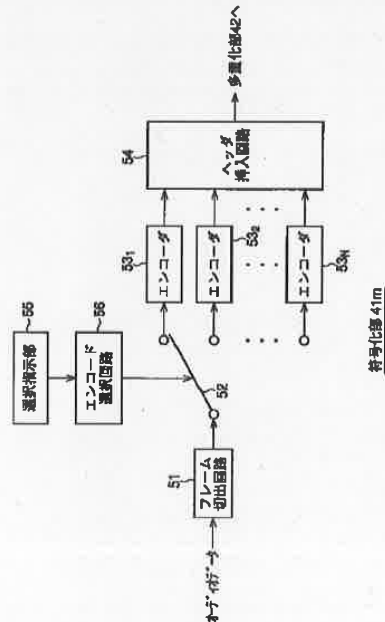 オーディオデータ
51
フレーム
切出回路
52
55
選択指示部
56
エンコード
選択回路
53₁
エンコーダ
53₂
エンコーダ
53N
エンコーダ
54
ヘッダ
挿入回路
多重化部42へ
符号化部 41m